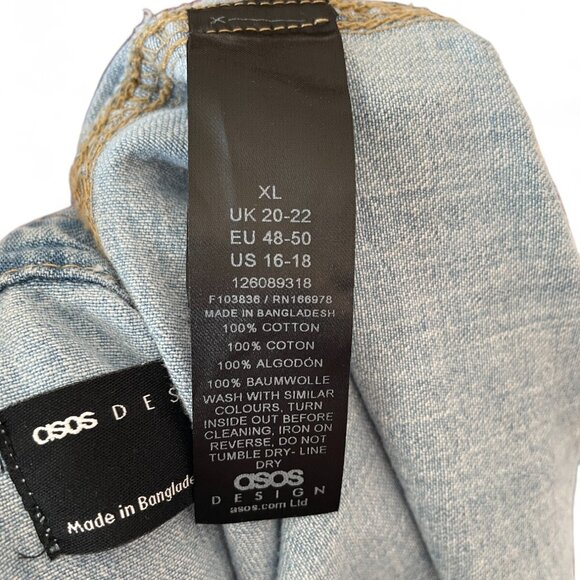 XL
UK 20-22
EU 48-50
US 16-18
126089318
F103836 / RN166978
MADE IN BANGLADESH
100% COTTON
100% COTON
100% ALGODÓN
100% BAUMWOLLE
WASH WITH SIMILAR
COLOURS, TURN
INSIDE OUT BEFORE
CLEANING, IRON ON
REVERSE, DO NOT
TUMBLE DRY- LINE
DRY
asos
DESIGN
asos.com Ltd
asos DES
Made in Banglade